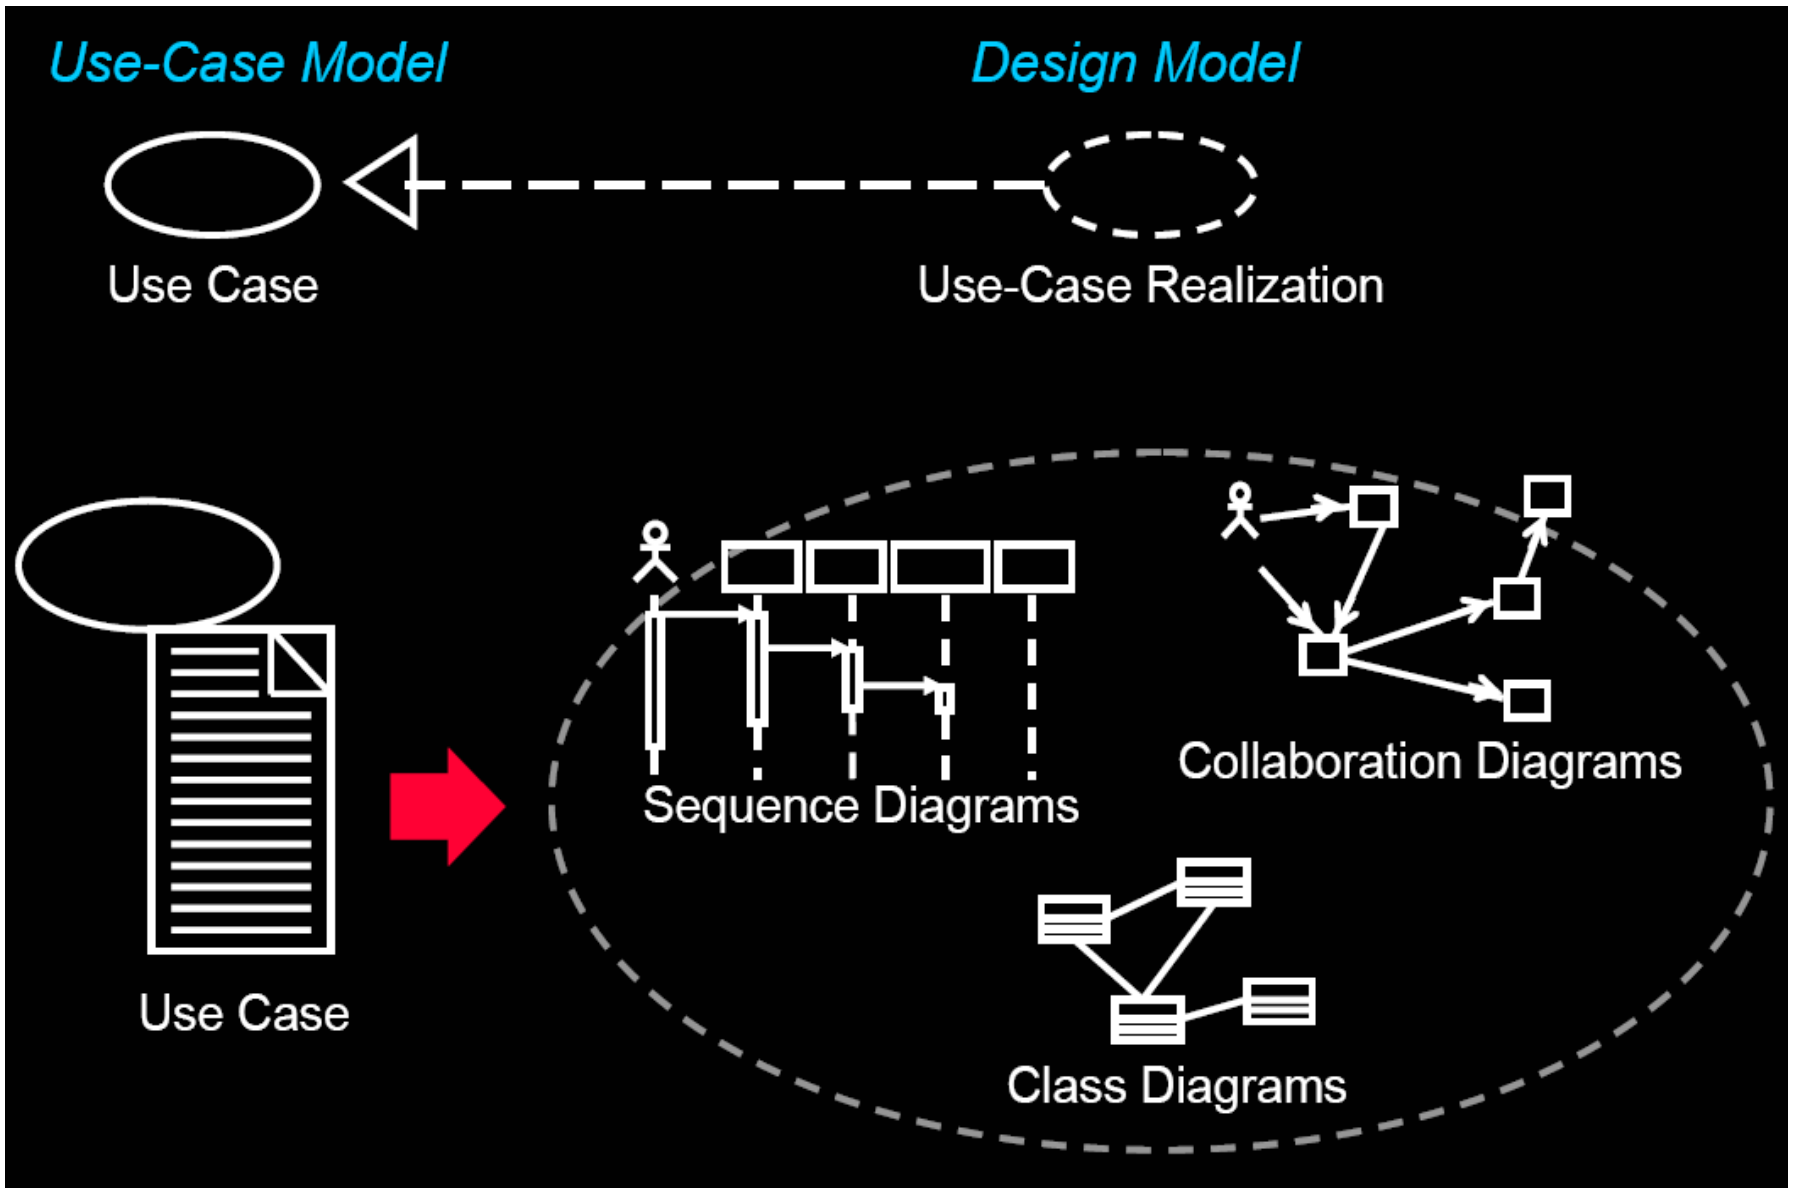 Use-Case Model
Design Model
Use Case
Use-Case Realization
Sequence Diagrams
Collaboration Diagrams
Use Case
Class Diagrams